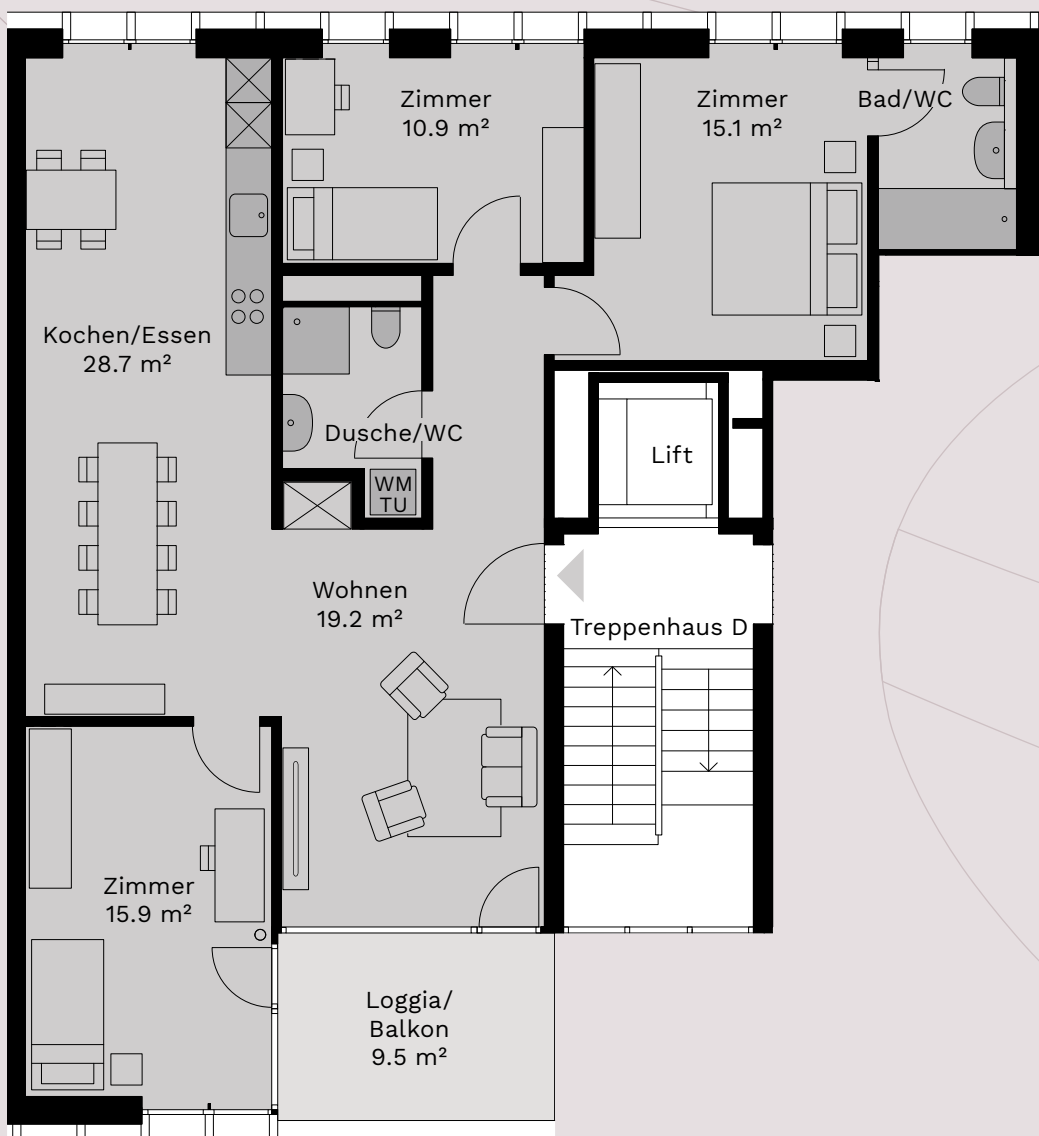 Zimmer
10.9 m²
Zimmer
15.1 m²
Bad/WC
Kochen/Essen
28.7 m²
Dusche/WC
WM
TU
Lift
Wohnen
19.2 m²
Treppenhaus D
Zimmer
15.9 m²
Loggia/
Balkon
9.5 m²